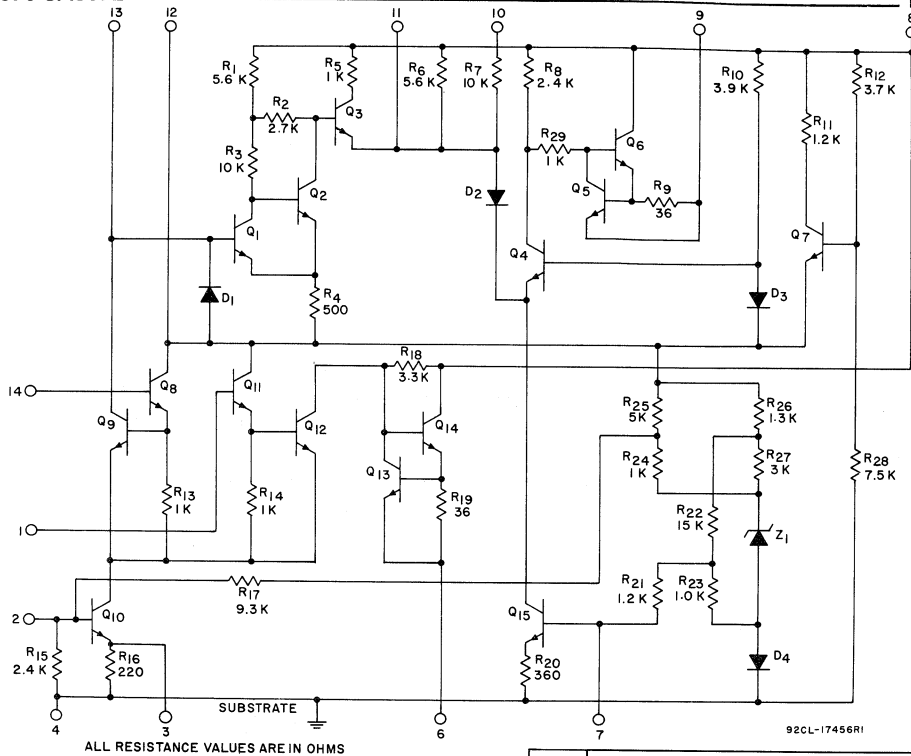 13
12
11
10
9
8
R1
5.6 K
R5
1 K
R6
5.6 K
R7
10 K
R8
2.4 K
R10
3.9 K
R12
3.7 K
R2
2.7 K
Q3
R11
1.2 K
R3
10 K
R29
1 K
Q6
Q2
D2
Q5
R9
36
Q1
Q4
Q7
D1
R4
500
D3
R18
3.3 K
14
Q8
Q11
R25
5K
R26
1.3 K
Q9
Q12
Q14
R24
1 K
R27
3 K
R28
7.5 K
Q13
R13
1 K
R14
1 K
R19
36
R22
15 K
Z1
1
R17
9.3 K
R21
1.2 K
R23
1.0 K
2
Q10
Q15
R15
2.4 K
R16
220
R20
360
D4
SUBSTRATE
4
3
6
7
92CL-17456R1
ALL RESISTANCE VALUES ARE IN OHMS